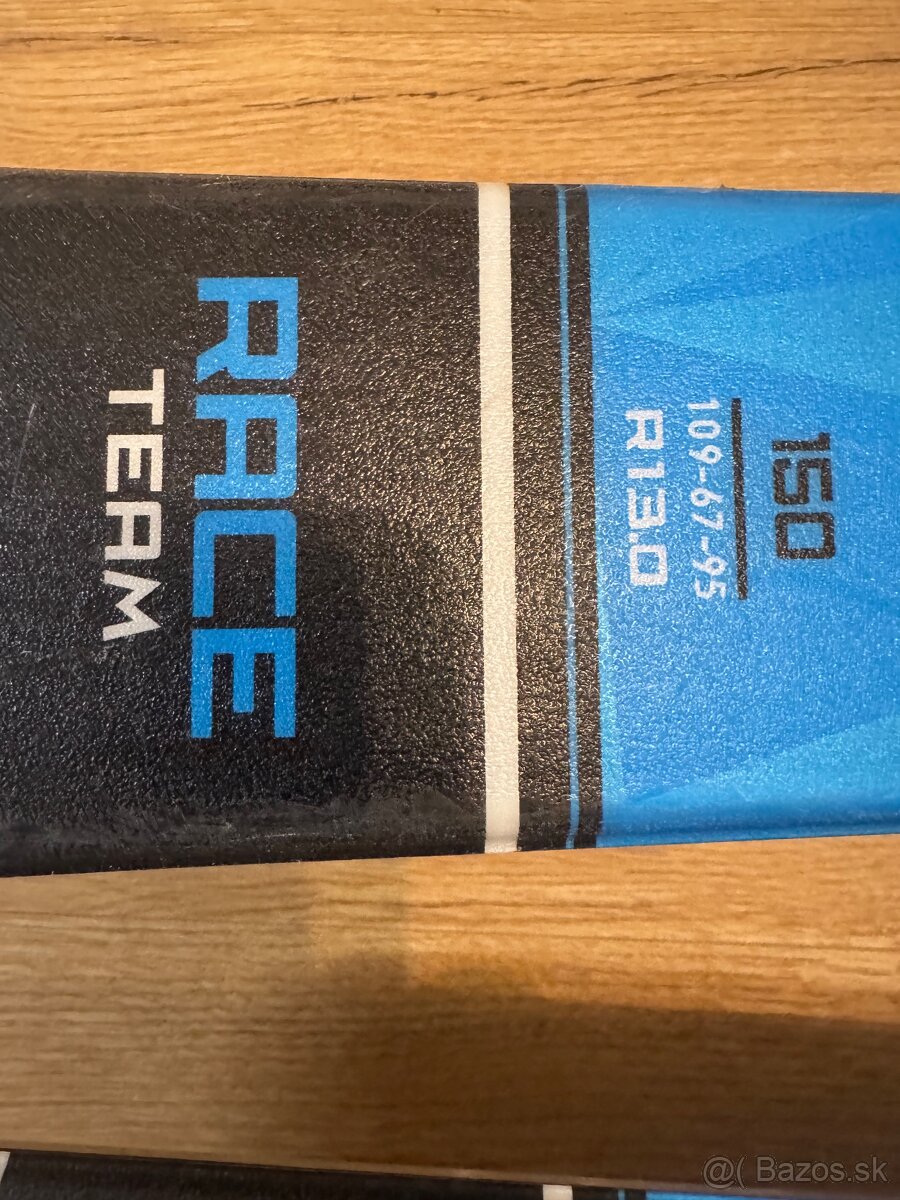 150
109-67-95
R13.0
RACE
TEAM
@( Bazos.sk